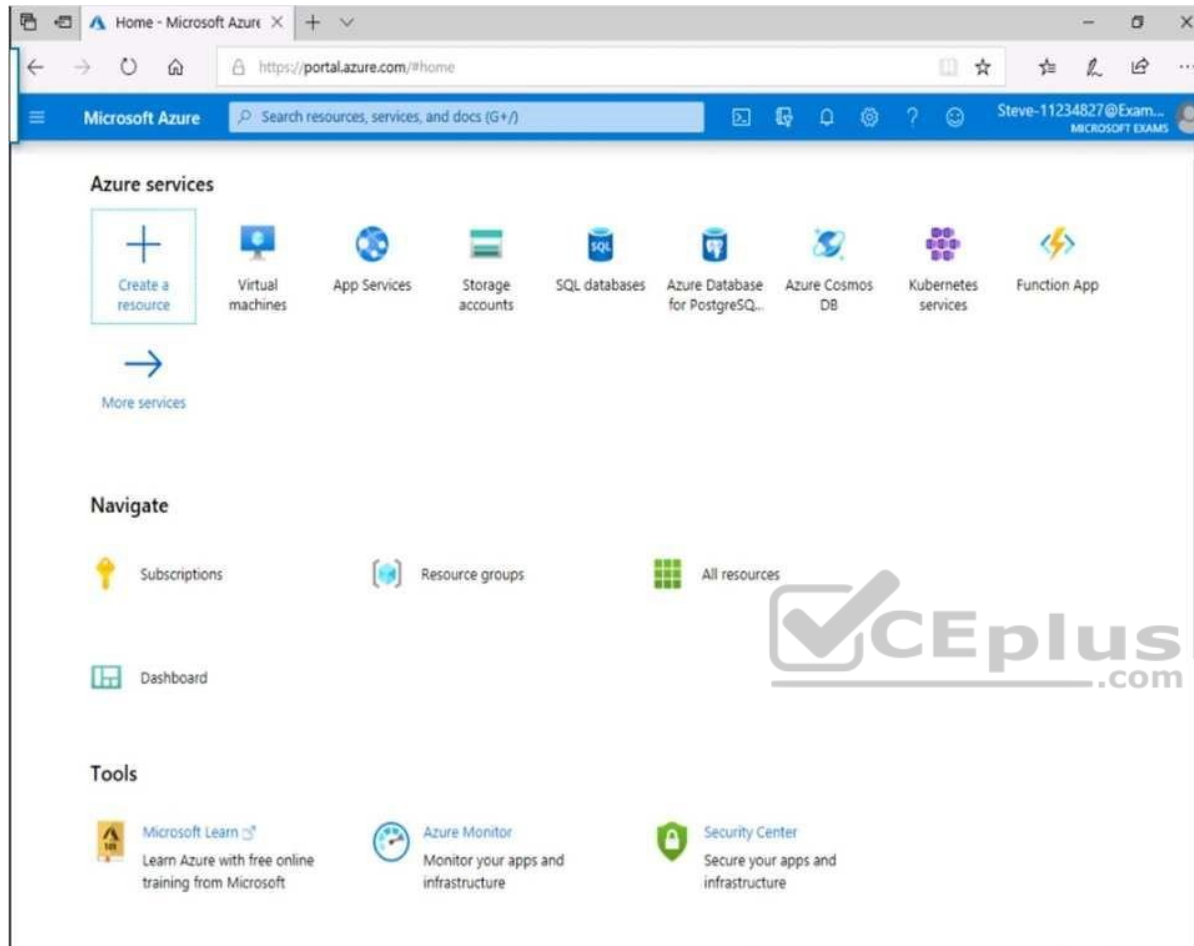 Home - Microsoft Azure
https://portal.azure.com/#home
Microsoft Azure
Search resources, services, and docs (G+/)
Steve-11234827@Exam...
MICROSOFT EXAMS
Azure services
Create a resource
Virtual machines
App Services
Storage accounts
SQL databases
Azure Database for PostgreSQ...
Azure Cosmos DB
Kubernetes services
Function App
More services
Navigate
Subscriptions
Resource groups
All resources
Dashboard
CEplus
.com
Tools
Microsoft Learn
Learn Azure with free online
training from Microsoft
Azure Monitor
Monitor your apps and
infrastructure
Security Center
Secure your apps and
infrastructure